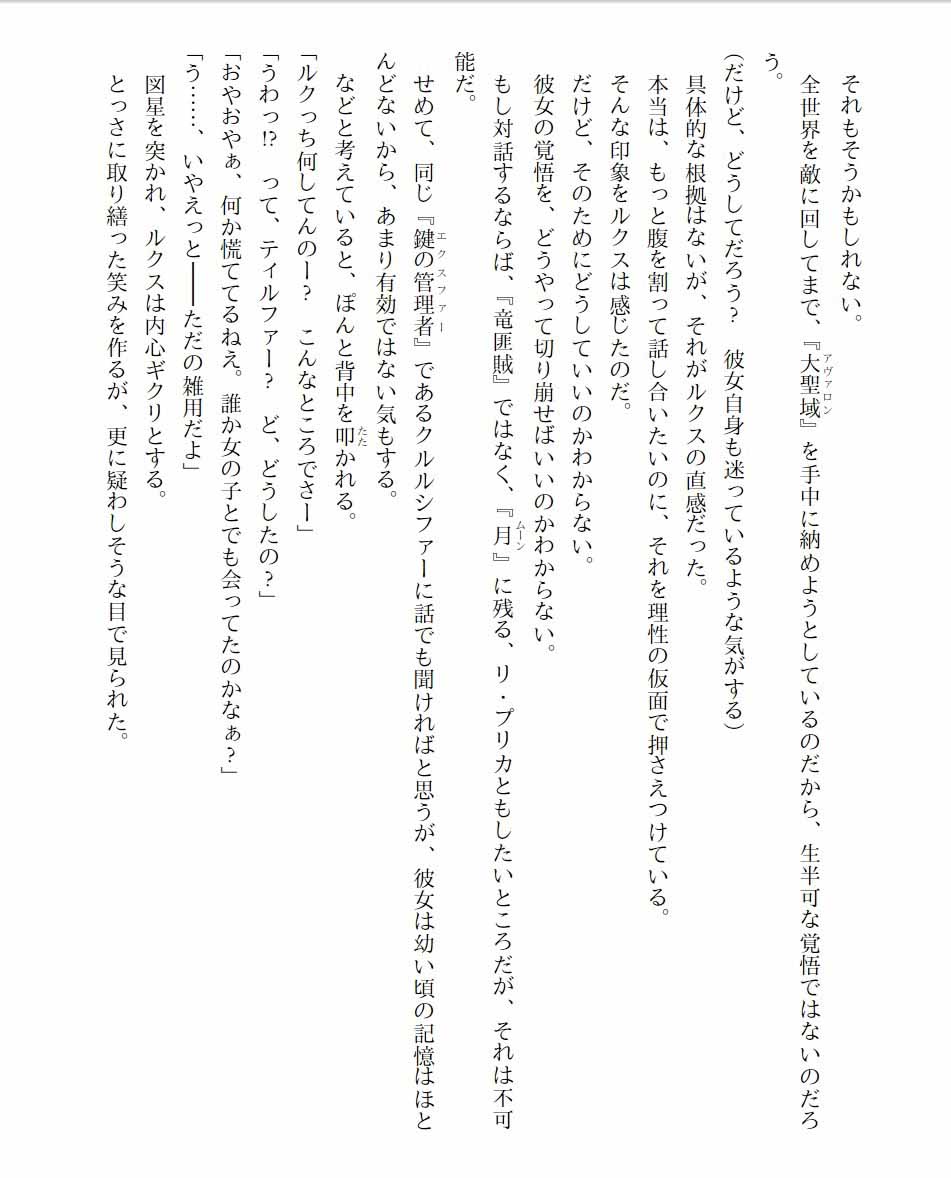 それもそうかもしれない。
全世界を敵に回してまで、『大聖域』を手中に納めようとしているのだから、生半可な覚悟ではないのだろ
アヴァロン
う。
(だけど、どうしてだろう? 彼女自身も迷っているような気がする)
具体的な根拠はないが、それがルクスの直感だった。
本当は、もっと腹を割って話し合いたいのに、それを理性の仮面で押さえつけている。
そんな印象をルクスは感じたのだ。
だけど、そのためにどうしていいのかわからない。
彼女の覚悟を、どうやって切り崩せばいいのかわからない。
もし対話するならば、『竜匪賊』ではなく、『月』に残る、リ・プリカともしたいところだが、それは不可
ムーン
能だ。
せめて、同じ『鍵の管理者』であるクルルシファーに話でも聞ければと思うが、彼女は幼い頃の記憶はほと
エクスファー
んどないから、あまり有効ではない気もする。
などと考えていると、ぽんと背中を叩かれる。
たた
「ルクっち何してんのー? こんなところでさー」
「うわっ!? って、ティルファー? ど、どうしたの?」
「おやおやぁ、何か慌ててるねえ。誰か女の子とでも会ってたのかなぁ?」
「う……、いやえっと――ただの雑用だよ」
図星を突かれ、ルクスは内心ギクリとする。
とっさに取り繕った笑みを作るが、更に疑わしそうな目で見られた。